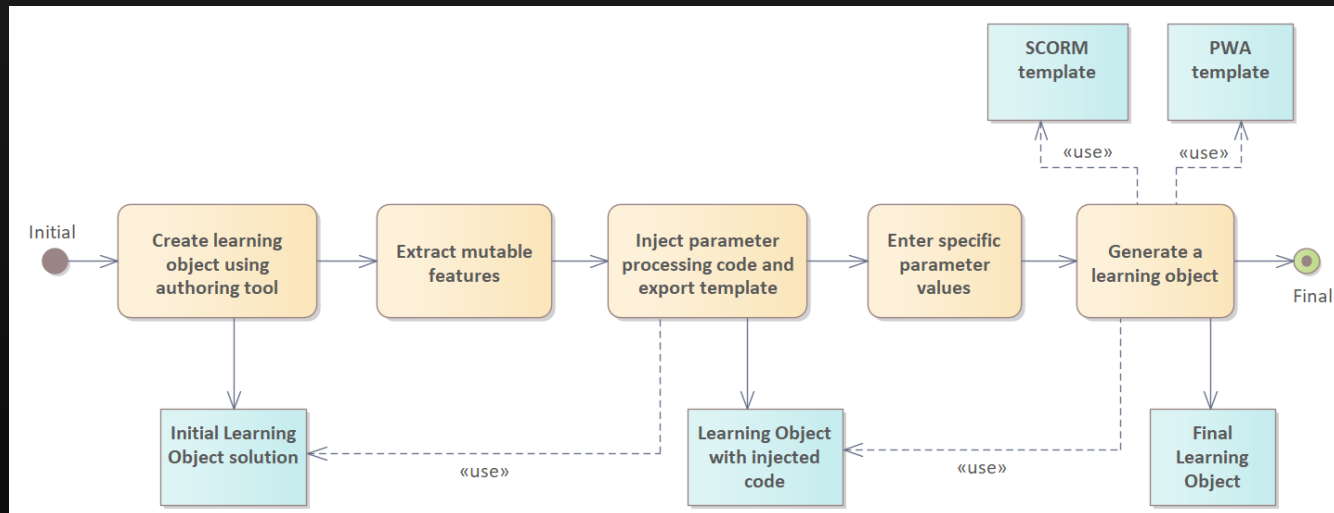 SCORM
template
PWA
template
«use»
«use»
Initial
Create learning
object using
authoring tool
Extract mutable
features
Inject parameter
processing code and
export template
Enter specific
parameter
values
Generate a
learning object
Final
Initial Learning
Object solution
«use»
Learning Object
with injected
code
«use»
Final
Learning
Object